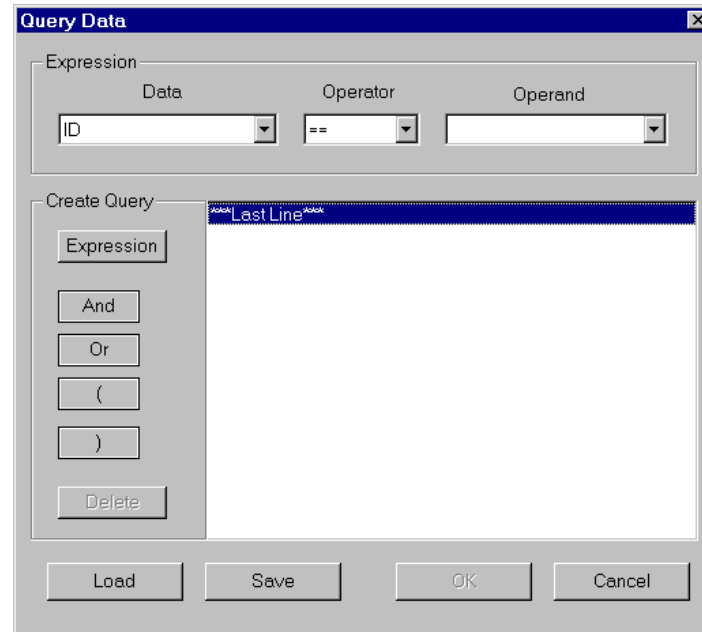 Query Data
Expression
Data Operator Operand
ID ==
Create Query
***Last Line***
Expression
And
Or
(
)
Delete
Load Save OK Cancel